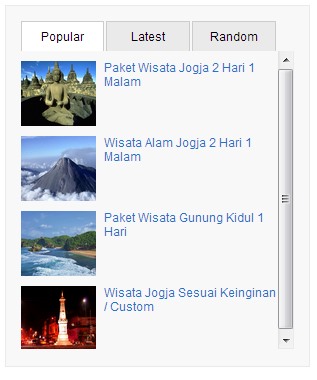 Popular
Latest
Random
Paket Wisata Jogja 2 Hari 1
Malam
Wisata Alam Jogja 2 Hari 1
Malam
Paket Wisata Gunung Kidul 1
Hari
Wisata Jogja Sesuai Keinginan
/ Custom